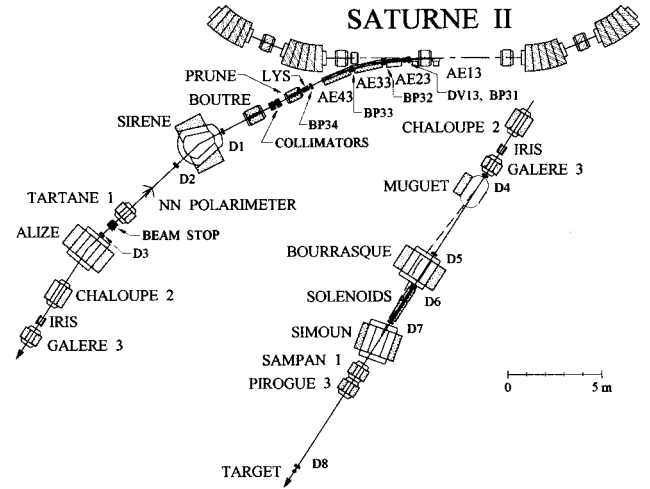 SATURNE II
PRUNE
LYS
AE43
AE33
AE23
AE13
DV13, BP31
BP32
BP33
BP34
BOUTRE
COLLIMATORS
SIRENE
D1
D2
TARTANE 1
NN POLARIMETER
BEAM STOP
ALIZE
D3
CHALOUPE 2
IRIS
GALERE 3
CHALOUPE 2
IRIS
GALERE 3
MUGUET
D4
BOURRASQUE
D5
SOLENOIDS
D6
SIMOUN
D7
SAMPAN 1
PIROGUE 3
0
5 m
TARGET
D8